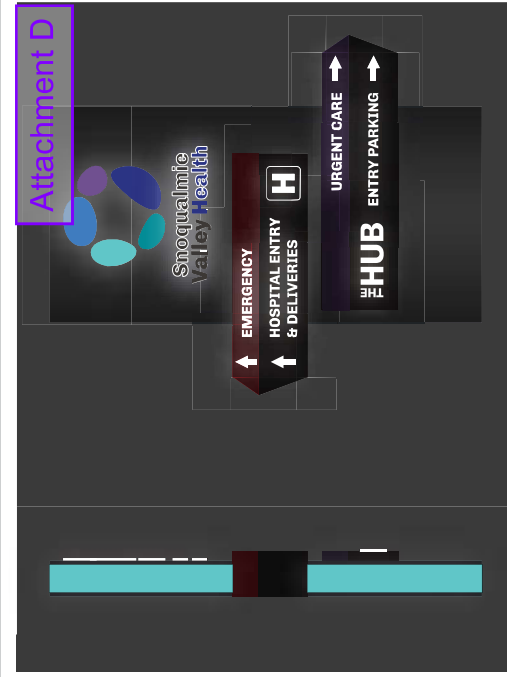 Attachment D
Snoqualmie
Valley Health
EMERGENCY
H
HOSPITAL ENTRY
& DELIVERIES
URGENT CARE
THE HUB
ENTRY PARKING